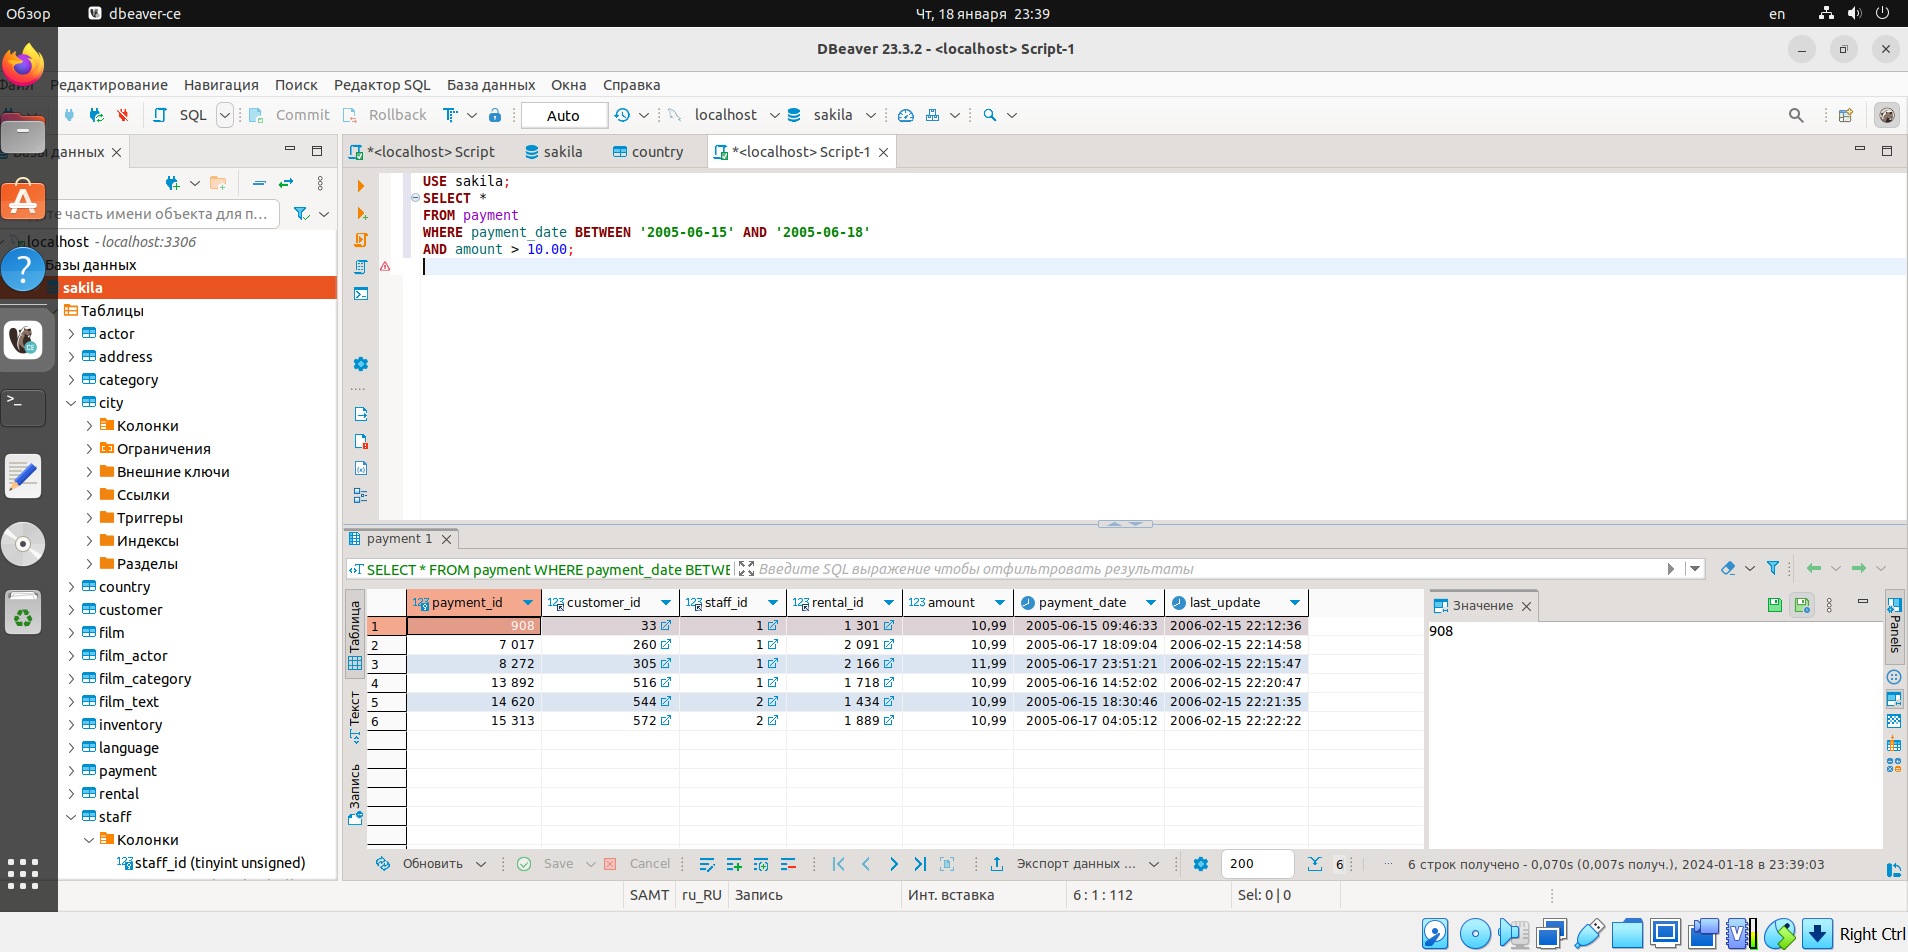 Обзор
dbeaver-ce
Чт, 18 января 23:39
en
DBeaver 23.3.2 - <localhost> Script-1
Файл Редактирование Навигация Поиск Редактор SQL База данных Окна Справка
SQL Commit Rollback Auto localhost sakila
данных
*<localhost> Script sakila country *<localhost> Script-1
те часть имени объекта для п...
localhost - localhost:3306
Базы данных
sakila
Таблицы
actor
address
category
city
Колонки
Ограничения
Внешние ключи
Ссылки
Триггеры
Индексы
Разделы
country
customer
film
film_actor
film_category
film_text
inventory
language
payment
rental
staff
Колонки
staff_id (tinyint unsigned)
USE sakila;
SELECT *
FROM payment
WHERE payment_date BETWEEN '2005-06-15' AND '2005-06-18'
AND amount > 10.00;
payment 1
SELECT * FROM payment WHERE payment_date BETWE
Введите SQL выражение чтобы отфильтровать результаты
Таблица
Текст
Запись
payment_id customer_id staff_id rental_id amount payment_date last_update
1 908 33 1 1 301 10,99 2005-06-15 09:46:33 2006-02-15 22:12:36
2 7 017 260 1 2 091 10,99 2005-06-17 18:09:04 2006-02-15 22:14:58
3 8 272 305 1 2 166 11,99 2005-06-17 23:51:21 2006-02-15 22:15:47
4 13 892 516 1 1 718 10,99 2005-06-16 14:52:02 2006-02-15 22:20:47
5 14 620 544 2 1 434 10,99 2005-06-15 18:30:46 2006-02-15 22:21:35
6 15 313 572 2 1 889 10,99 2005-06-17 04:05:12 2006-02-15 22:22:22
Значение
908
Panels
Обновить Save Cancel Экспорт данных ... 200 6 ... 6 строк получено - 0,070s (0,007s получ.), 2024-01-18 в 23:39:03
SAMT ru_RU Запись Инт. вставка 6 : 1 : 112 Sel: 0 | 0
Right Ctrl